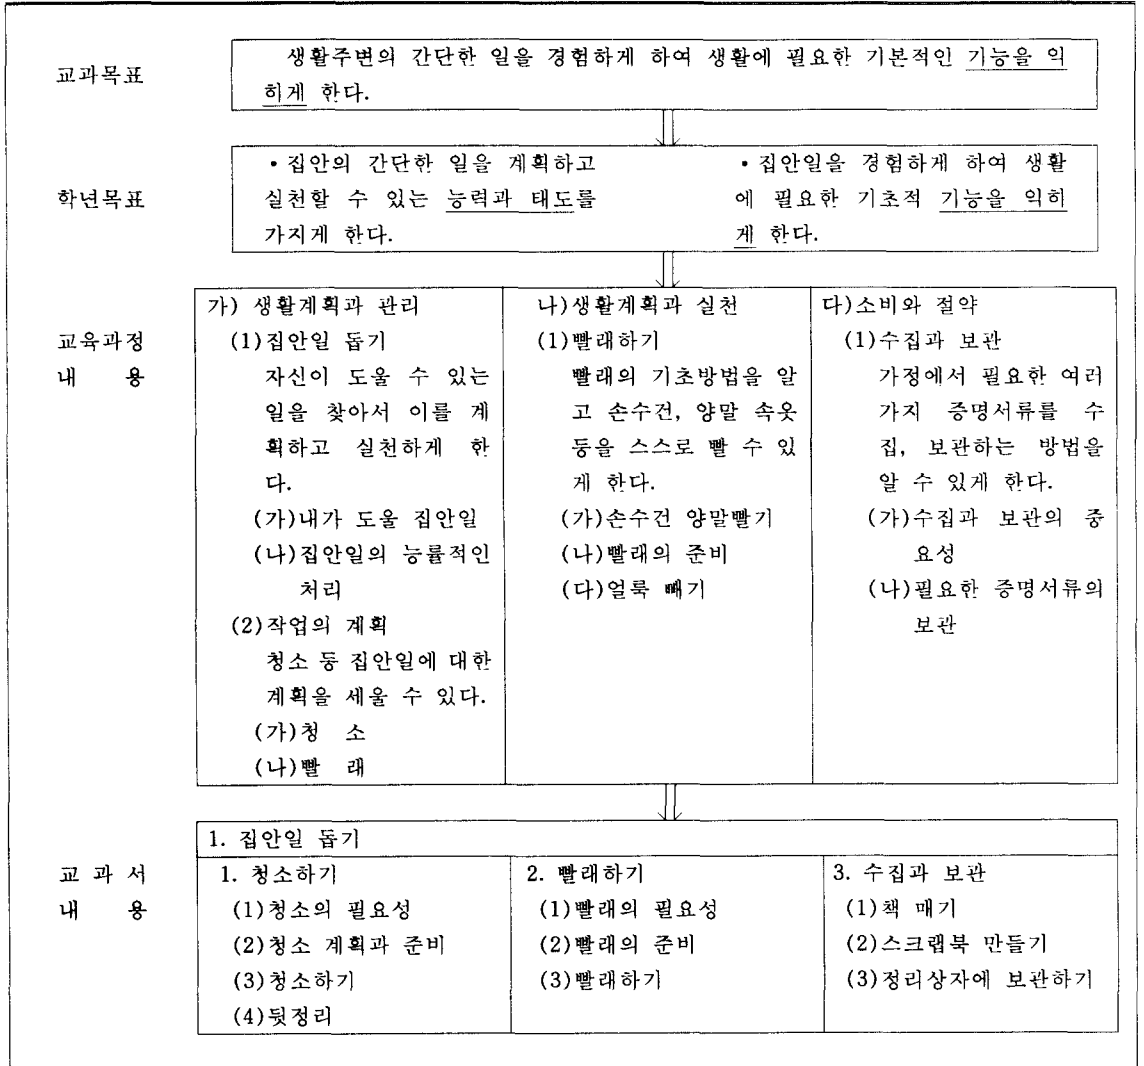 교과목표
생활주변의 간단한 일을 경험하게 하여 생활에 필요한 기본적인 기능을 익
히게 한다.
학년목표
• 집안의 간단한 일을 계획하고
실천할 수 있는 능력과 태도를
가지게 한다.
• 집안일을 경험하게 하여 생활
에 필요한 기초적 기능을 익히
게 한다.
교육과정
내 용
가) 생활계획과 관리
(1)집안일 돕기
자신이 도울 수 있는
일을 찾아서 이를 계
획하고 실천하게 한
다.
(가)내가 도울 집안일
(나)집안일의 능률적인
처리
(2)작업의 계획
청소 등 집안일에 대한
계획을 세울 수 있다.
(가)청 소
(나)빨 래
나)생활계획과 실천
(1)빨래하기
빨래의 기초방법을 알
고 손수건, 양말 속옷
등을 스스로 빨 수 있
게 한다.
(가)손수건 양말빨기
(나)빨래의 준비
(다)얼룩 빼기
다)소비와 절약
(1)수집과 보관
가정에서 필요한 여러
가지 증명서류를 수
집, 보관하는 방법을
알 수 있게 한다.
(가)수집과 보관의 중
요성
(나)필요한 증명서류의
보관
교 과 서
내 용
1. 집안일 돕기
1. 청소하기
(1)청소의 필요성
(2)청소 계획과 준비
(3)청소하기
(4)뒷정리
2. 빨래하기
(1)빨래의 필요성
(2)빨래의 준비
(3)빨래하기
3. 수집과 보관
(1)책 매기
(2)스크랩북 만들기
(3)정리상자에 보관하기